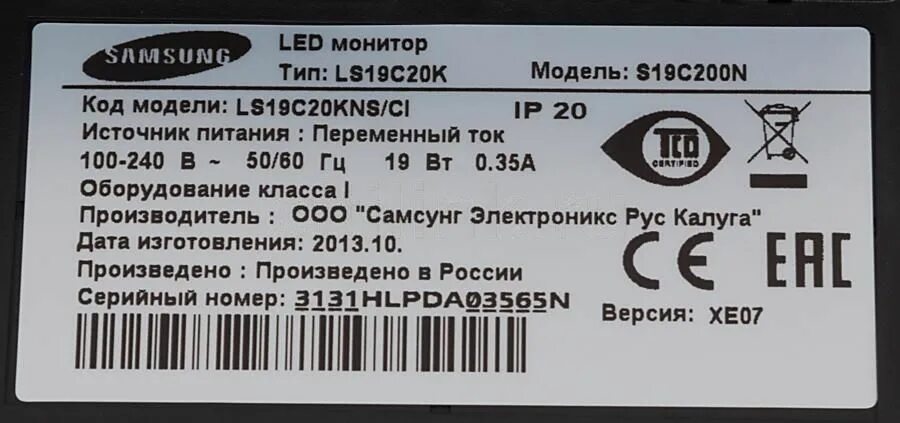 SAMSUNG
LED монитор
Тип: LS19C20K
Модель: S19C200N
Код модели: LS19C20KNS/CI
IP 20
Источник питания : Переменный ток
100-240 В ~ 50/60 Гц 19 Вт 0.35A
TCO
CERTIFIED
Оборудование класса I
Производитель : ООО "Самсунг Электроникс Рус Калуга"
Дата изготовления: 2013.10.
CE EAC
Произведено : Произведено в России
Серийный номер: 3131HLPDA03565N
Версия: XE07